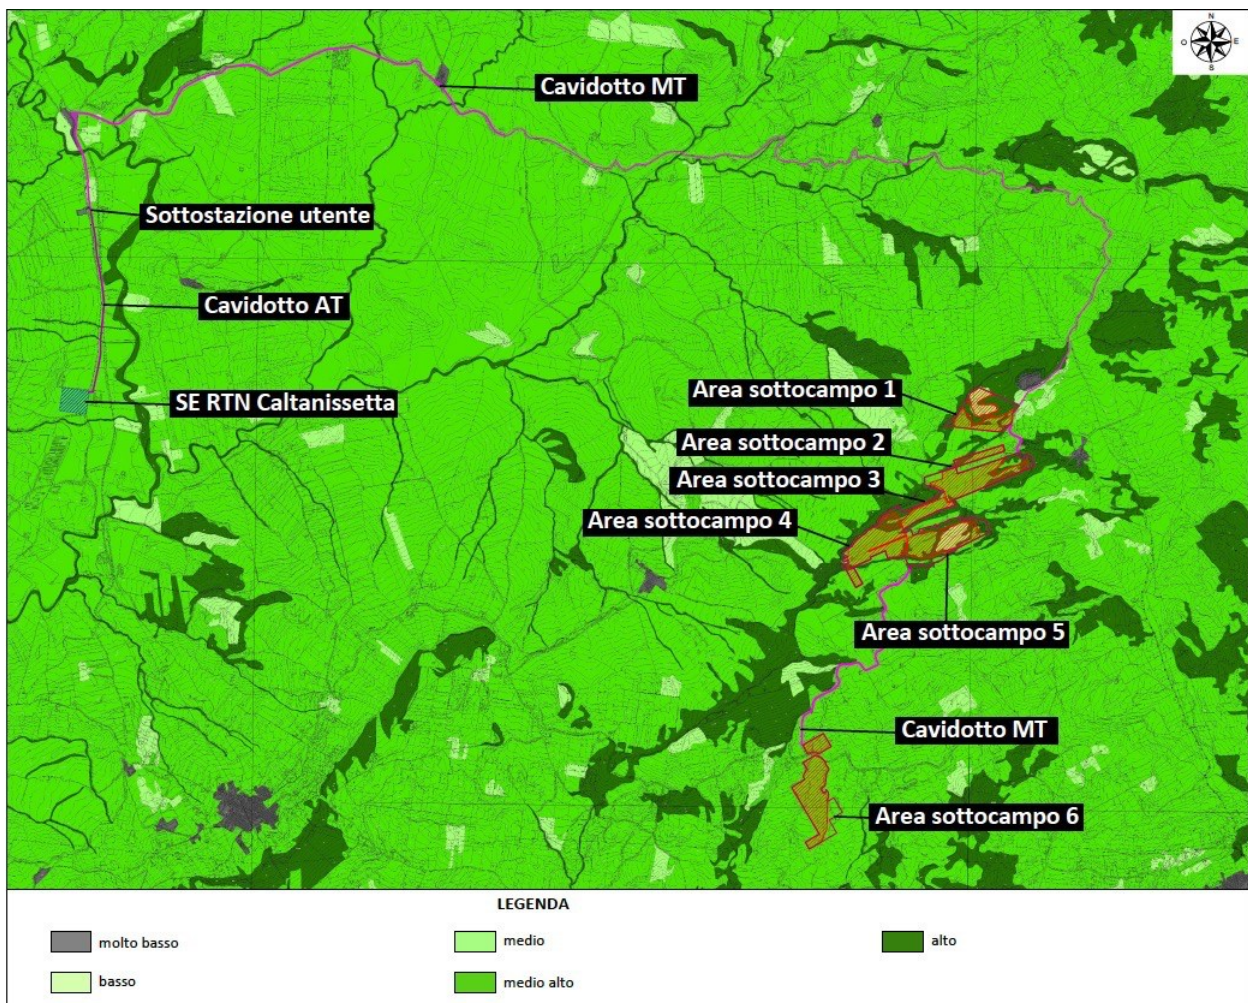 N
O
E
S
Cavidotto MT
Sottostazione utente
Cavidotto AT
SE RTN Caltanissetta
Area sottocampo 1
Area sottocampo 2
Area sottocampo 3
Area sottocampo 4
Area sottocampo 5
Cavidotto MT
Area sottocampo 6
LEGENDA
molto basso
medio
alto
basso
medio alto